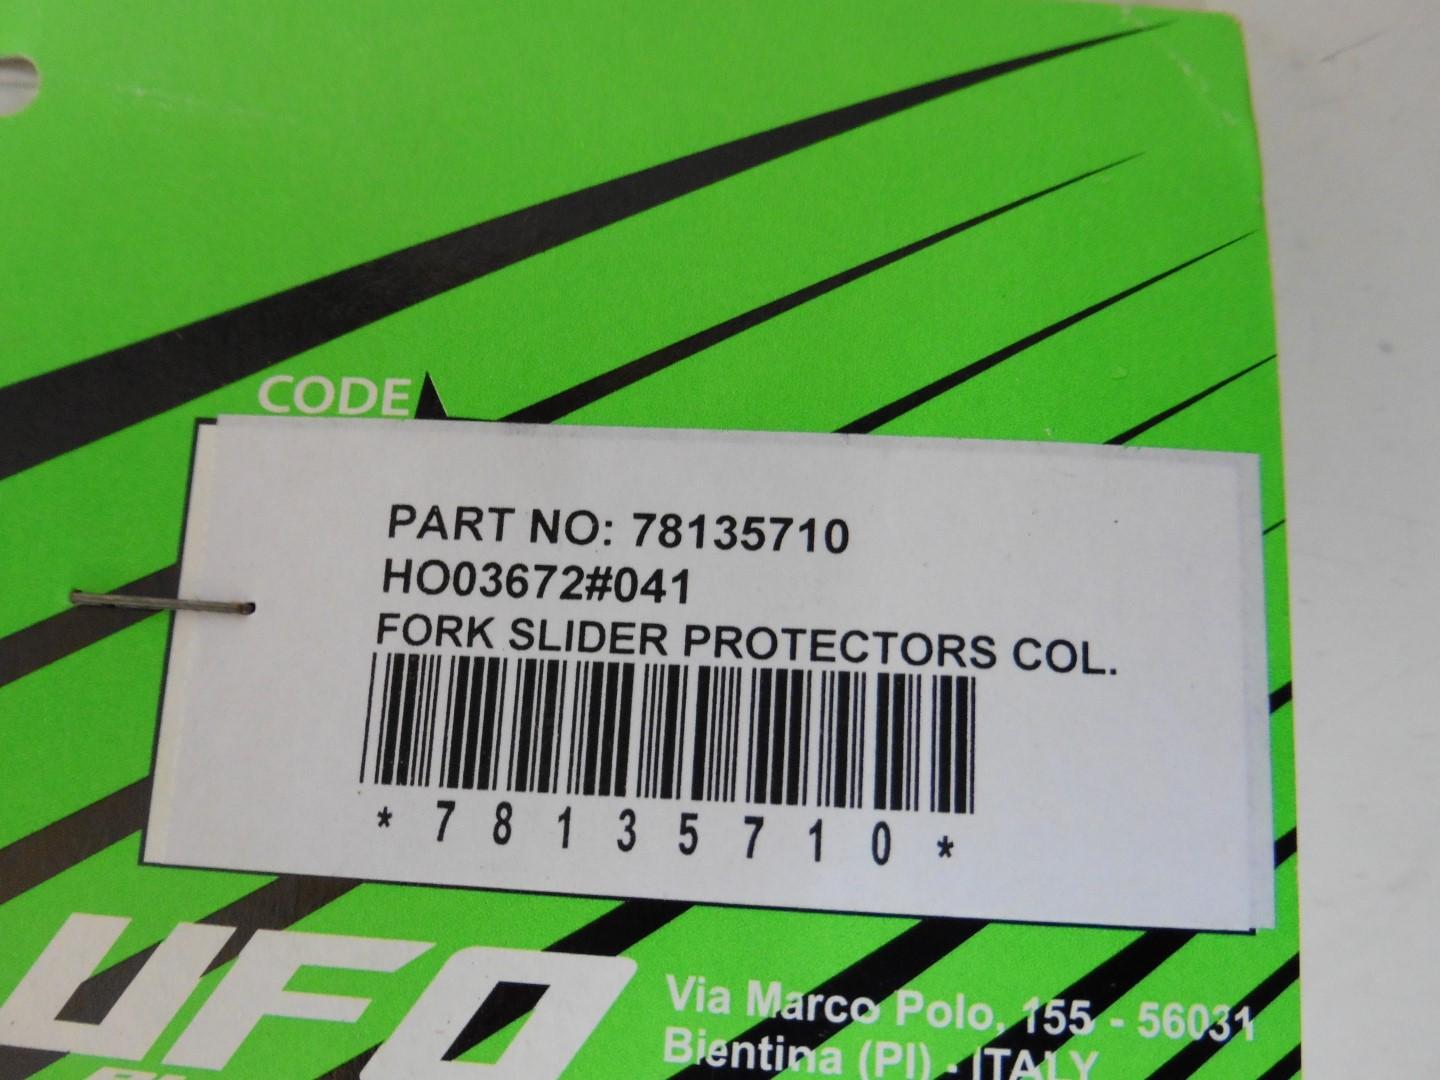 CODE
PART NO: 78135710
HO03672#041
FORK SLIDER PROTECTORS COL.
* 7 8 1 3 5 7 1 0 *
UFO
Via Marco Polo, 155 - 56031
Bientina (PI) - ITALY